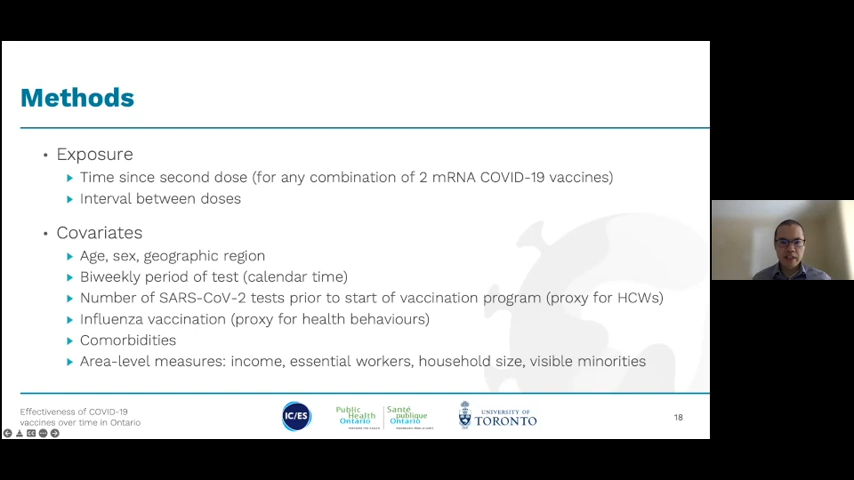 Methods
• Exposure
Time since second dose (for any combination of 2 mRNA COVID-19 vaccines)
Interval between doses
• Covariates
Age, sex, geographic region
Biweekly period of test (calendar time)
Number of SARS-CoV-2 tests prior to start of vaccination program (proxy for HCWs)
Influenza vaccination (proxy for health behaviours)
Comorbidities
Area-level measures: income, essential workers, household size, visible minorities
Effectiveness of COVID-19
vaccines over time in Ontario
IC/ES
Public
Health
Ontario
Santé
publique
Ontario
UNIVERSITY OF
TORONTO
18